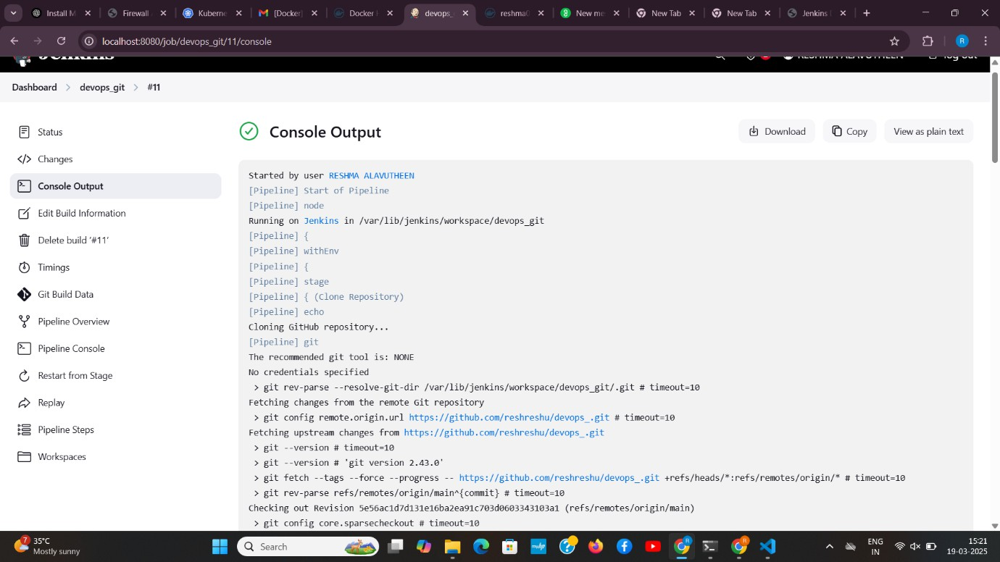 Install M
Firewall
Kuberne
[Docker]
Docker
devops_
reshma
New me
New Tab
New Tab
Jenkins
localhost:8080/job/devops_git/11/console
R
Jenkins
RESHMA ALAVUTHEEN
log out
Dashboard > devops_git > #11
Status
Changes
Console Output
Edit Build Information
Delete build ‘#11’
Timings
Git Build Data
Pipeline Overview
Pipeline Console
Restart from Stage
Replay
Pipeline Steps
Workspaces
Console Output
Download
Copy
View as plain text
Started by user RESHMA ALAVUTHEEN
[Pipeline] Start of Pipeline
[Pipeline] node
Running on Jenkins in /var/lib/jenkins/workspace/devops_git
[Pipeline] {
[Pipeline] withEnv
[Pipeline] {
[Pipeline] stage
[Pipeline] { (Clone Repository)
[Pipeline] echo
Cloning GitHub repository...
[Pipeline] git
The recommended git tool is: NONE
No credentials specified
> git rev-parse --resolve-git-dir /var/lib/jenkins/workspace/devops_git/.git # timeout=10
Fetching changes from the remote Git repository
> git config remote.origin.url https://github.com/reshreshu/devops_.git # timeout=10
Fetching upstream changes from https://github.com/reshreshu/devops_.git
> git --version # timeout=10
> git --version # 'git version 2.43.0'
> git fetch --tags --force --progress -- https://github.com/reshreshu/devops_.git +refs/heads/*:refs/remotes/origin/* # timeout=10
> git rev-parse refs/remotes/origin/main^{commit} # timeout=10
Checking out Revision 5e56ac1d7d131e16ba2ea91c703d0603343103a1 (refs/remotes/origin/main)
> git config core.sparsecheckout # timeout=10
7
35°C
Mostly sunny
Search
myhp
ENG
IN
15:21
19-03-2025